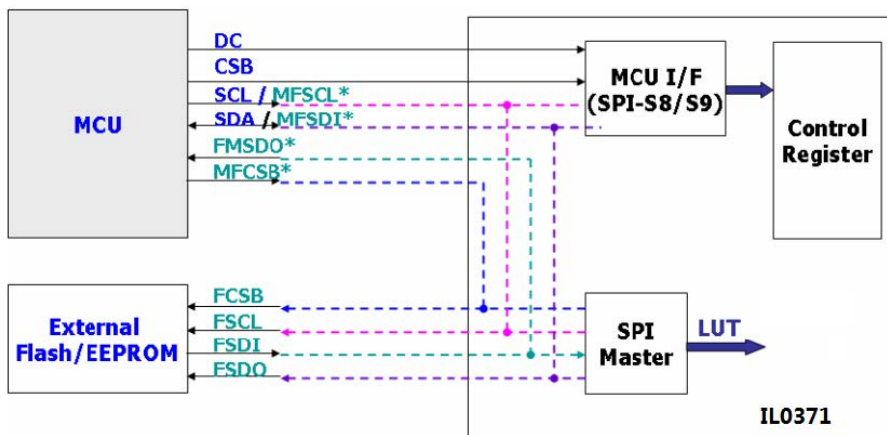 DC
CSB
SCL / MFSCL*
SDA / MFSDI*
FMSDO*
MFCSB*
MCU
MCU I/F
(SPI-S8/S9)
Control
Register
FCSB
FSCL
FSDI
FSDO
External
Flash/EEPROM
SPI
Master
LUT
IL0371